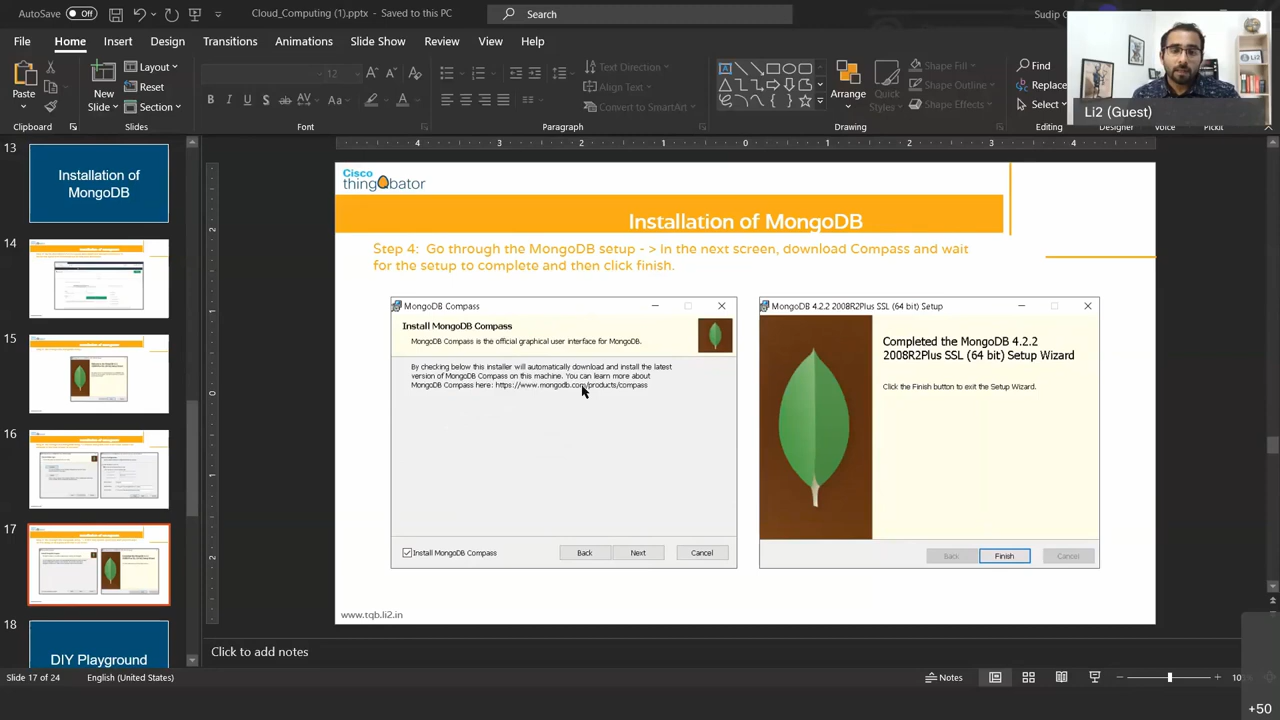 AutoSave Off
Cloud_Computing (1).pptx - Saved to this PC
Search
Sudip
File Home Insert Design Transitions Animations Slide Show Review View Help
Paste
New
Slide
Layout
Reset
Section
12
Text Direction
Align Text
Convert to SmartArt
Arrange
Quick
Styles
Shape Fill
Shape Outline
Shape Effects
Find
Replace
Select
Clipboard Slides Font Paragraph Drawing Editing Designer Voice Pickit
Li2 (Guest)
13
Installation of
MongoDB
14
15
16
17
18
DIY Playground
Cisco
thingQbator
Installation of MongoDB
Step 4: Go through the MongoDB setup - > In the next screen, download Compass and wait
for the setup to complete and then click finish.
MongoDB Compass
Install MongoDB Compass
MongoDB Compass is the official graphical user interface for MongoDB.
By checking below this installer will automatically download and install the latest
version of MongoDB Compass on this machine. You can learn more about
MongoDB Compass here: https://www.mongodb.com/products/compass
Install MongoDB Compass
Back Next Cancel
MongoDB 4.2.2 2008R2Plus SSL (64 bit) Setup
Completed the MongoDB 4.2.2
2008R2Plus SSL (64 bit) Setup Wizard
Click the Finish button to exit the Setup Wizard.
Back Finish Cancel
www.tqb.li2.in
Click to add notes
Slide 17 of 24 English (United States)
Notes
+50